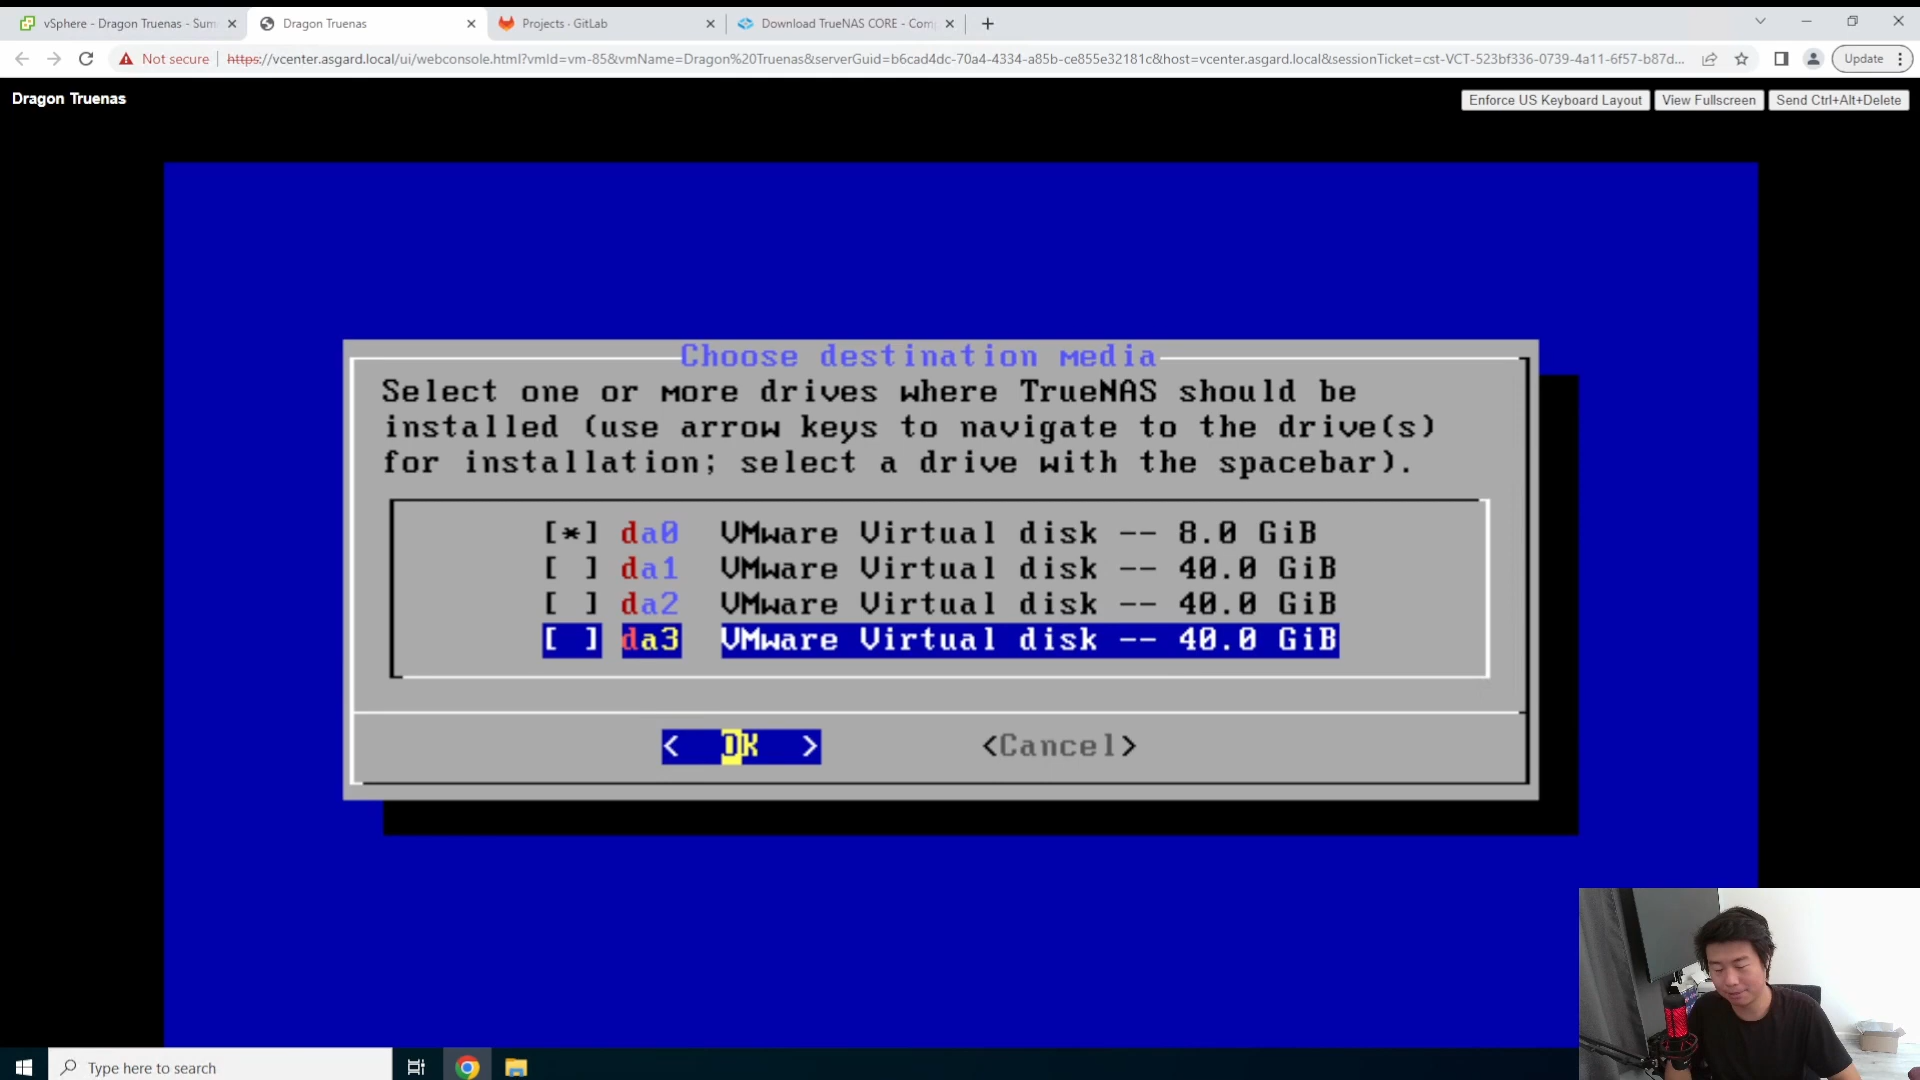 vSphere - Dragon Truenas - Sum
Dragon Truenas
Projects · GitLab
Download TrueNAS CORE - Com
Not secure
https://vcenter.asgard.local/ui/webconsole.html?vmId=vm-85&vmName=Dragon%20Truenas&serverGuid=b6cad4dc-70a4-4334-a85b-ce855e32181c&host=vcenter.asgard.local&sessionTicket=cst-VCT-523bf336-0739-4a11-6f57-b87d...
Update
Dragon Truenas
Enforce US Keyboard Layout
View Fullscreen
Send Ctrl+Alt+Delete
Choose destination media
Select one or more drives where TrueNAS should be
installed (use arrow keys to navigate to the drive(s)
for installation; select a drive with the spacebar).
[*] da0 VMware Virtual disk -- 8.0 GiB
[ ] da1 VMware Virtual disk -- 40.0 GiB
[ ] da2 VMware Virtual disk -- 40.0 GiB
[ ] da3 VMware Virtual disk -- 40.0 GiB
< OK > <Cancel>
Type here to search